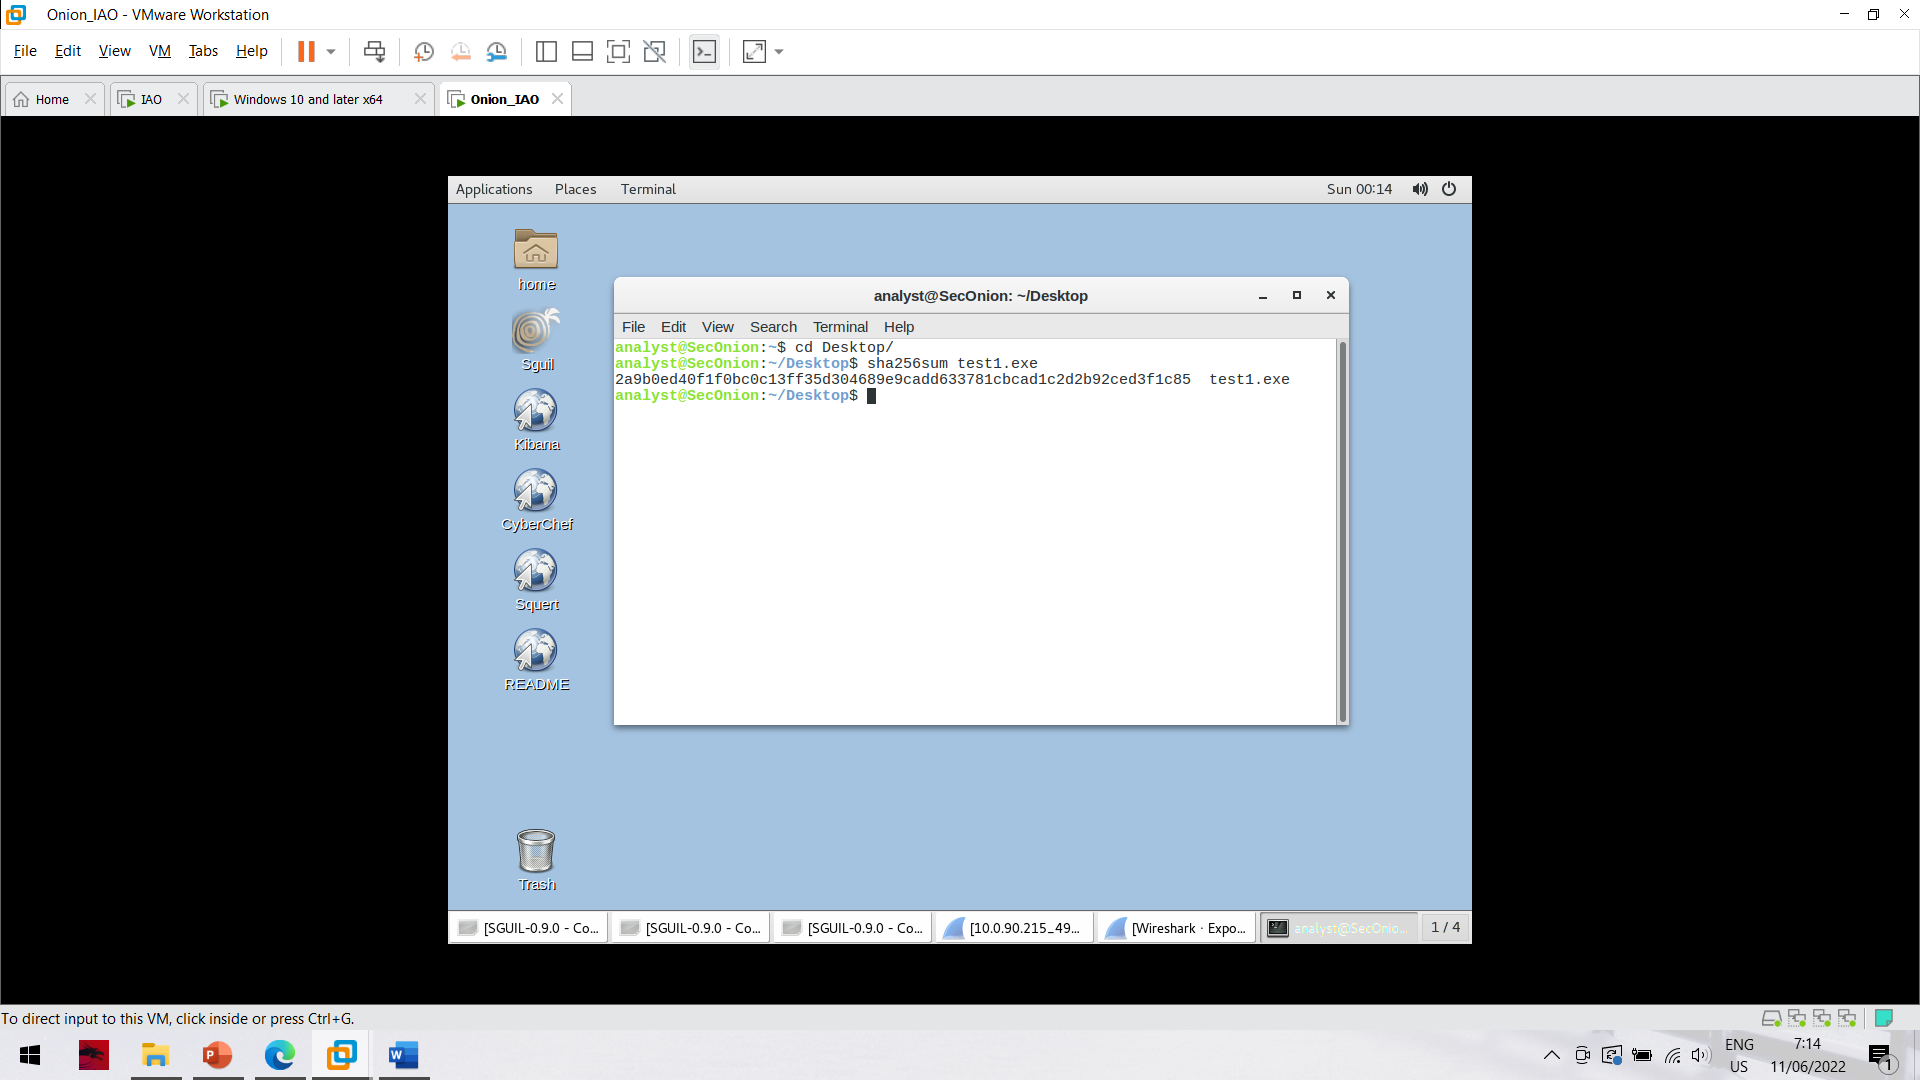 Onion_IAO - VMware Workstation
File Edit View VM Tabs Help
Home IAO Windows 10 and later x64 Onion_IAO
Applications Places Terminal Sun 00:14
home
Sguil
Kibana
CyberChef
Squert
README
Trash
analyst@SecOnion: ~/Desktop
File Edit View Search Terminal Help
analyst@SecOnion:~$ cd Desktop/
analyst@SecOnion:~/Desktop$ sha256sum test1.exe
2a9b0ed40f1f0bc0c13ff35d304689e9cadd633781cbcad1c2d2b92ced3f1c85  test1.exe
analyst@SecOnion:~/Desktop$
[SGUIL-0.9.0 - Co... [SGUIL-0.9.0 - Co... [SGUIL-0.9.0 - Co... [10.0.90.215_49... [Wireshark · Expo... analyst@SecOnio... 1 / 4
To direct input to this VM, click inside or press Ctrl+G.
ENG 7:14
US 11/06/2022 1